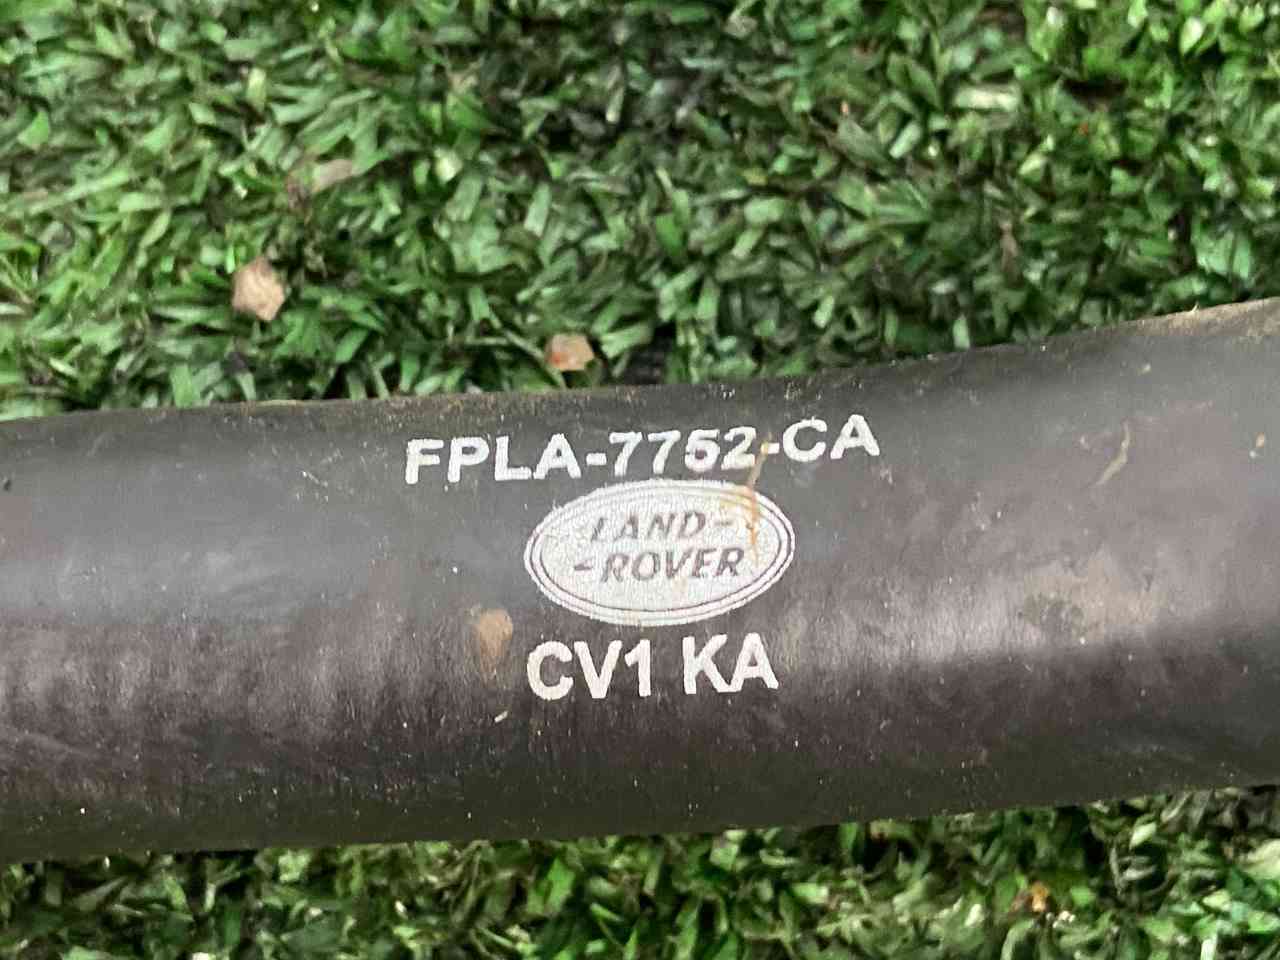 FPLA-7752-CA
LAND-
-ROVER
CV1 KA